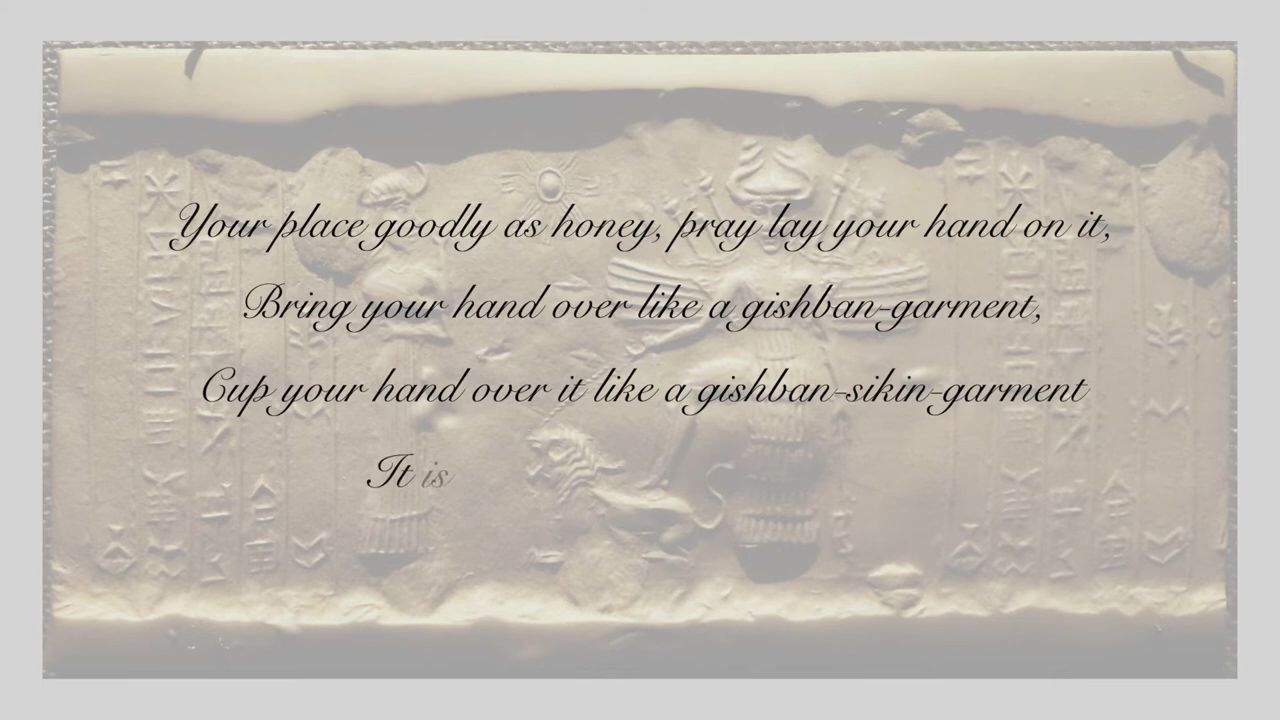 Your place goodly as honey, pray lay your hand on it,
Bring your hand over like a gishban-garment,
Cup your hand over it like a gishban-sikin-garment
It is